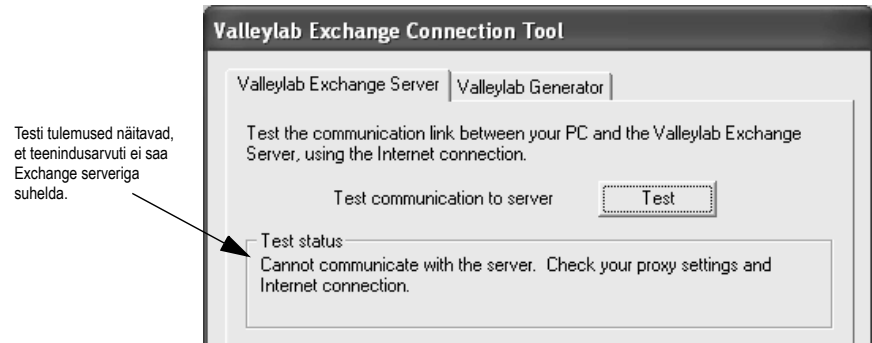 Valleylab Exchange Connection Tool
Valleylab Exchange Server
Valleylab Generator
Testi tulemused näitavad,
et teenindusarvuti ei saa
Exchange serveriga
suhelda.
Test the communication link between your PC and the Valleylab Exchange
Server, using the Internet connection.
Test communication to server
Test
Test status
Cannot communicate with the server.  Check your proxy settings and
Internet connection.